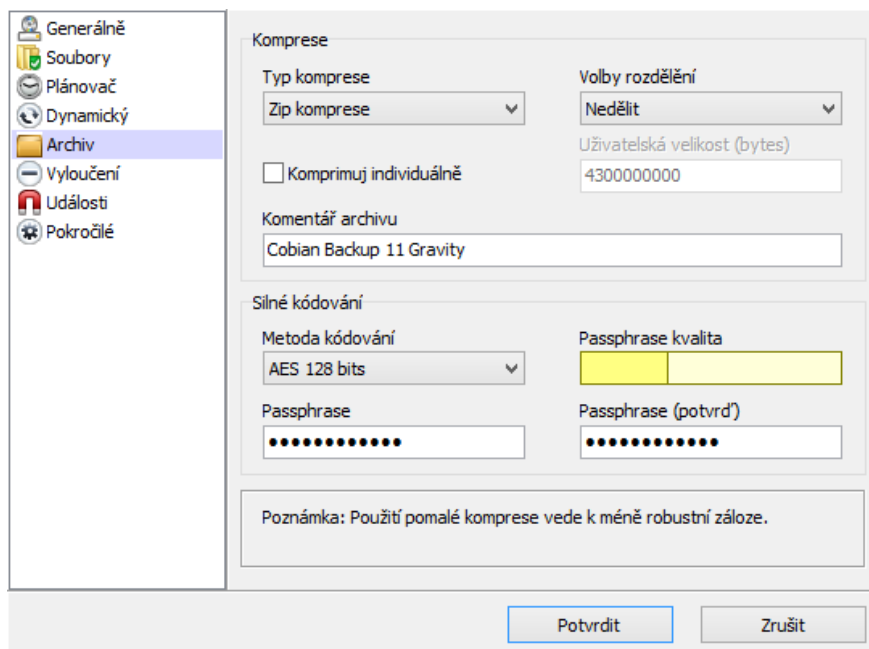 Generálně
Soubory
Plánovač
Dynamický
Archiv
Vyloučení
Události
Pokročilé
Komprese
Typ komprese
Volby rozdělění
Zip komprese
Nedělit
Uživatelská velikost (bytes)
Komprimuj individuálně
4300000000
Komentář archivu
Cobian Backup 11 Gravity
Silné kódování
Metoda kódování
Passphrase kvalita
AES 128 bits
Passphrase
Passphrase (potvrď)
••••••••••••
••••••••••••
Poznámka: Použití pomalé komprese vede k méně robustní záloze.
Potvrdit
Zrušit